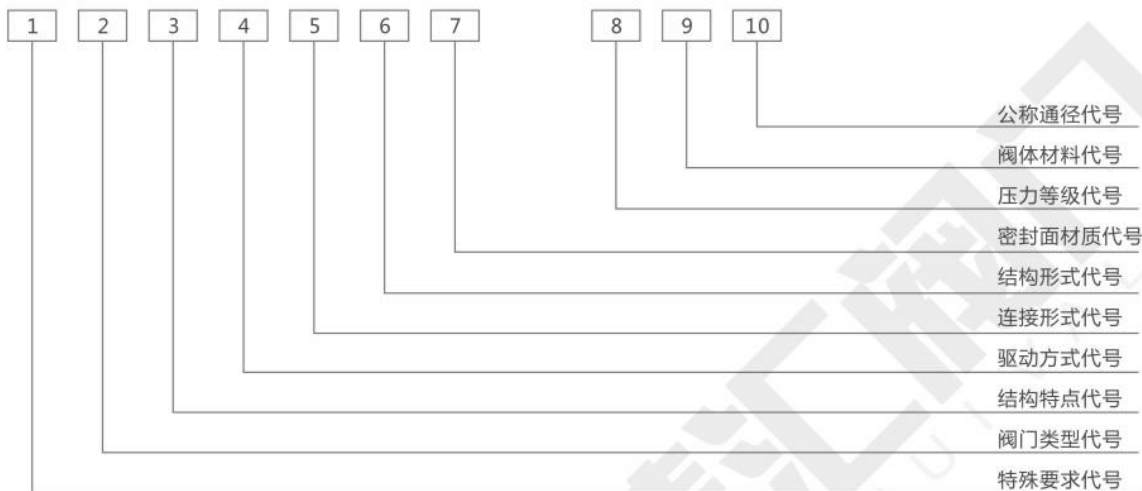 1 2 3 4 5 6 7 8 9 10
公称通径代号
阀体材料代号
压力等级代号
密封面材质代号
结构形式代号
连接形式代号
驱动方式代号
结构特点代号
阀门类型代号
特殊要求代号